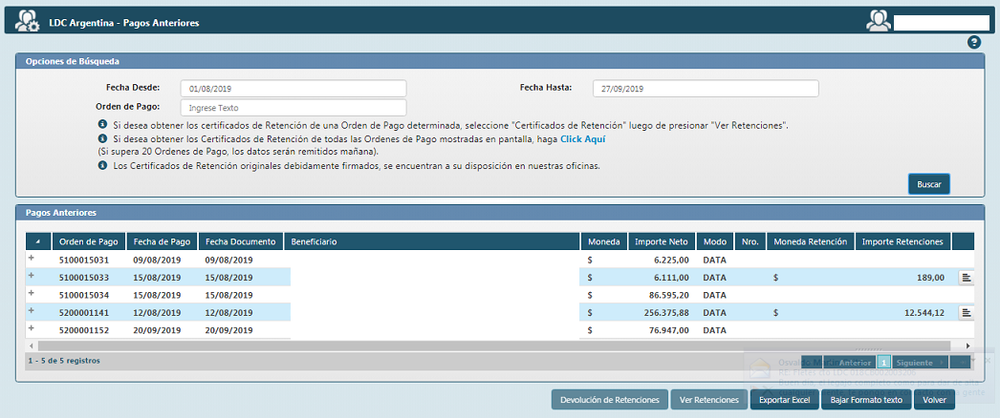 LDC Argentina - Pagos Anteriores
?
Opciones de Búsqueda
Fecha Desde: 01/08/2019 Fecha Hasta: 27/09/2019
Orden de Pago: Ingrese Texto
Si desea obtener los certificados de Retención de una Orden de Pago determinada, seleccione "Certificados de Retención" luego de presionar "Ver Retenciones".
Si desea obtener los Certificados de Retención de todas las Ordenes de Pago mostradas en pantalla, haga Click Aquí
(Si supera 20 Ordenes de Pago, los datos serán remitidos mañana).
Los Certificados de Retención originales debidamente firmados, se encuentran a su disposición en nuestras oficinas.
Buscar
Pagos Anteriores
Orden de Pago Fecha de Pago Fecha Documento Beneficiario Moneda Importe Neto Modo Nro. Moneda Retención Importe Retenciones
+ 5100015031 09/08/2019 09/08/2019 $ 6.225,00 DATA
+ 5100015033 15/08/2019 15/08/2019 $ 6.111,00 DATA $ 189,00
+ 5100015034 15/08/2019 15/08/2019 $ 86.595,20 DATA
+ 5200001141 12/08/2019 12/08/2019 $ 256.375,88 DATA $ 12.544,12
+ 5200001152 20/09/2019 20/09/2019 $ 76.947,00 DATA
1 - 5 de 5 registros Anterior 1 Siguiente
Devolución de Retenciones Ver Retenciones Exportar Excel Bajar Formato texto Volver